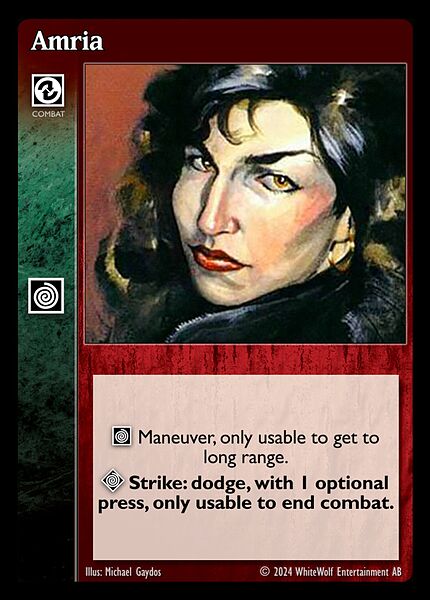 Amria
COMBAT
Maneuver, only usable to get to
long range.
Strike: dodge, with 1 optional
press, only usable to end combat.
Illus: Michael Gaydos
© 2024 WhiteWolf Entertainment AB